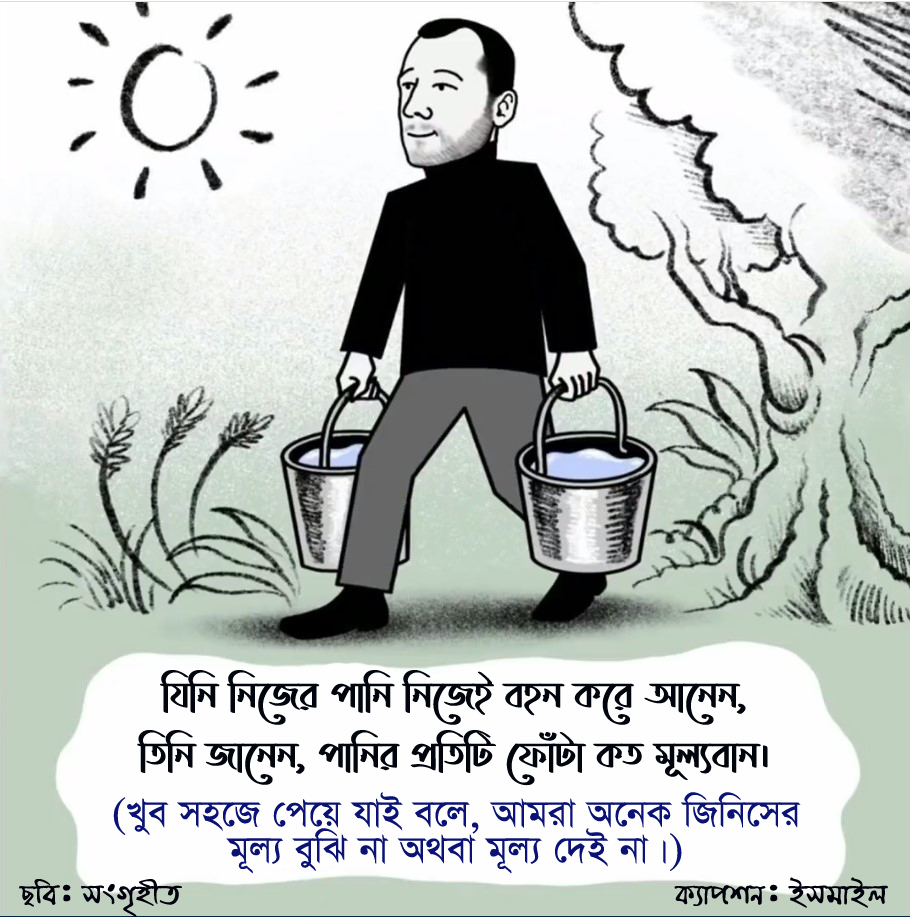 যিনি নিজের পানি নিজেই বহন করে আনেন,
তিনি জানেন, পানির প্রতিটি ফোঁটা কত মূল্যবান।
(খুব সহজে পেয়ে যাই বলে, আমরা অনেক জিনিসের
মূল্য বুঝি না অথবা মূল্য দেই না।)
ছবি: সংগৃহীত
ক্যাপশন: ইসমাইল